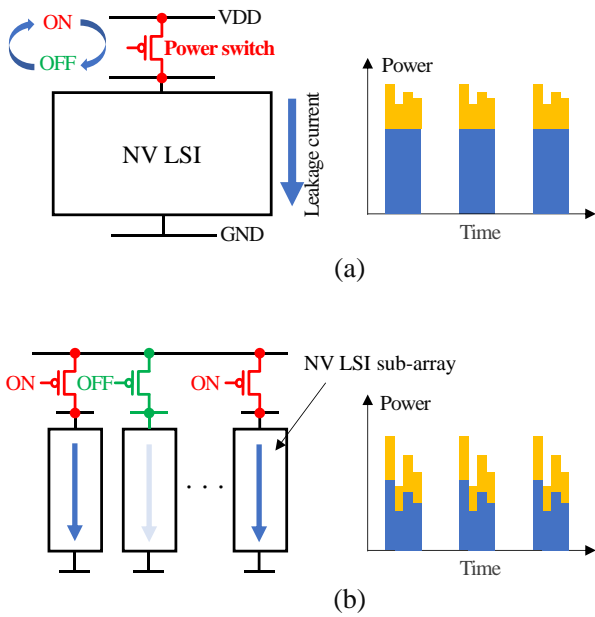 VDD
ON
OFF
Power switch
NV LSI
Leakage current
GND
Power
Time
(a)
NV LSI sub-array
ON
OFF
ON
. . .
Power
Time
(b)